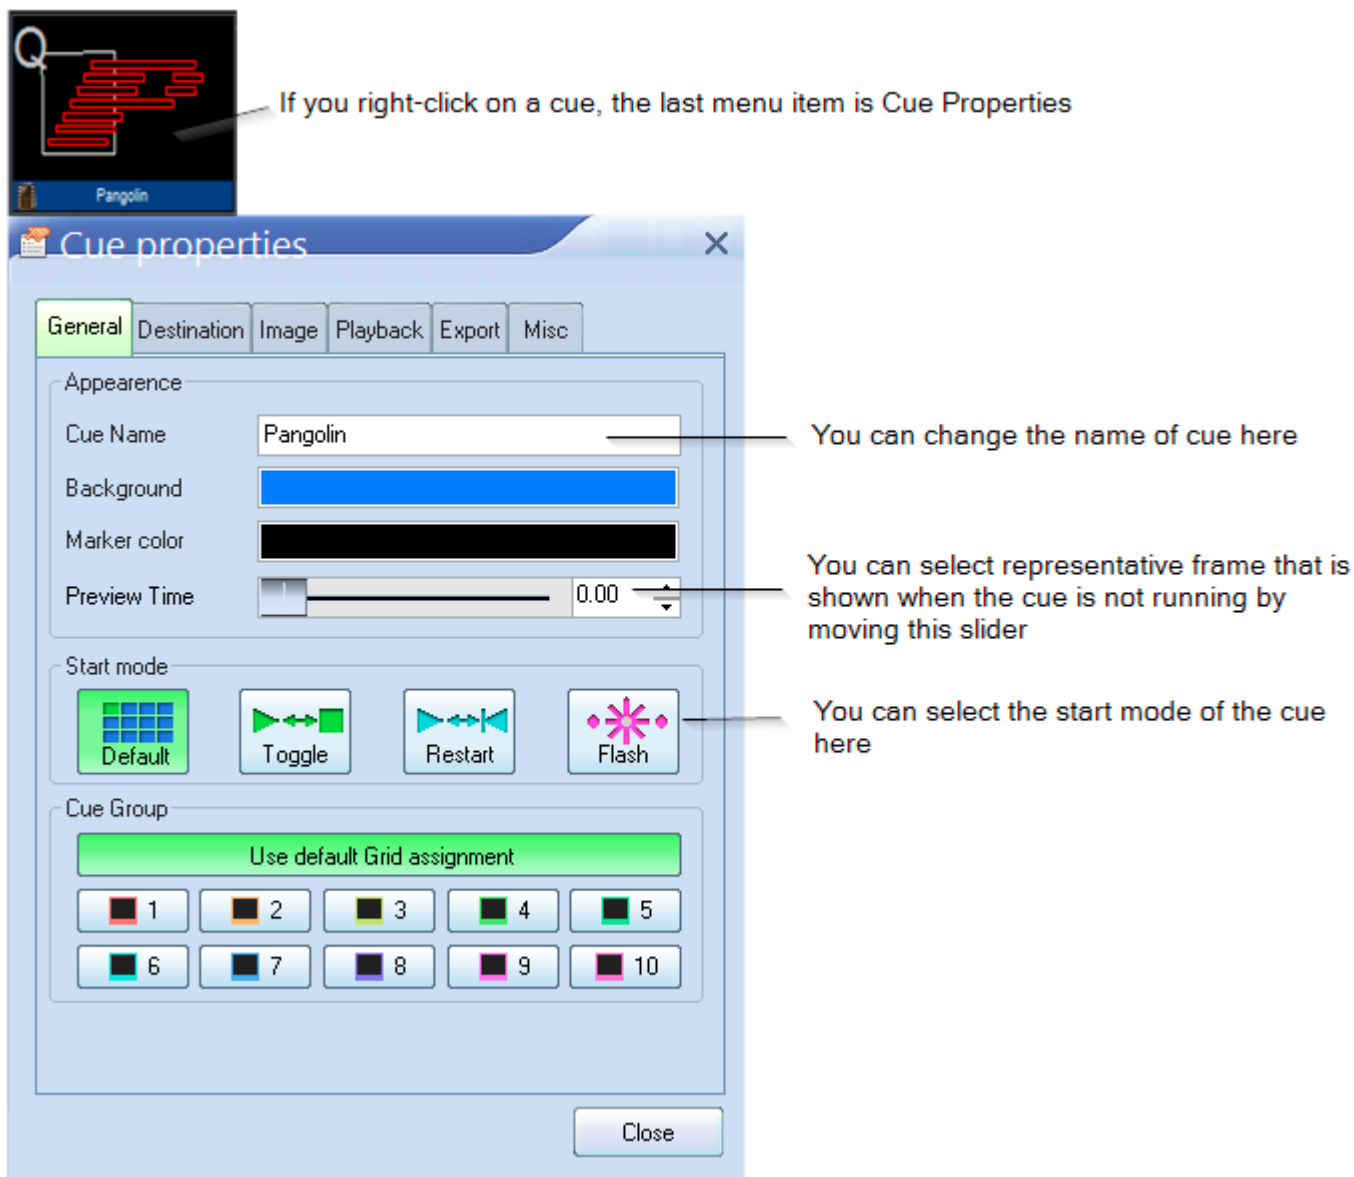 Q
Pangolin
If you right-click on a cue, the last menu item is Cue Properties
Cue properties
General Destination Image Playback Export Misc
Appearence
Cue Name Pangolin
You can change the name of cue here
Background
Marker color
Preview Time 0.00
You can select representative frame that is
shown when the cue is not running by
moving this slider
Start mode
Default Toggle Restart Flash
You can select the start mode of the cue
here
Cue Group
Use default Grid assignment
1 2 3 4 5
6 7 8 9 10
Close